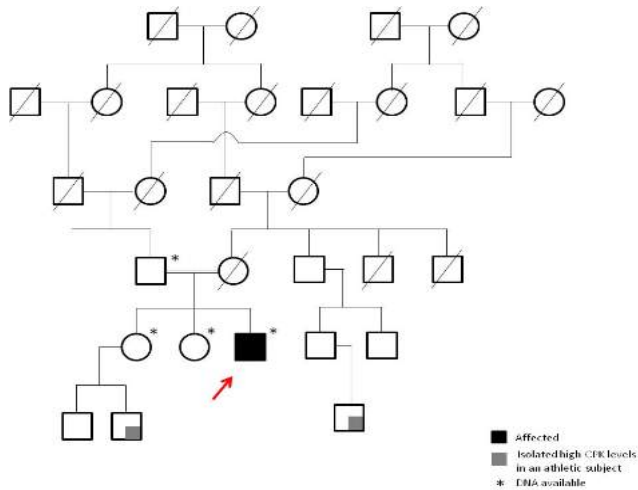 *
* * *
Affected
Isolated high CPK levels
in an athletic subject
* DNA available